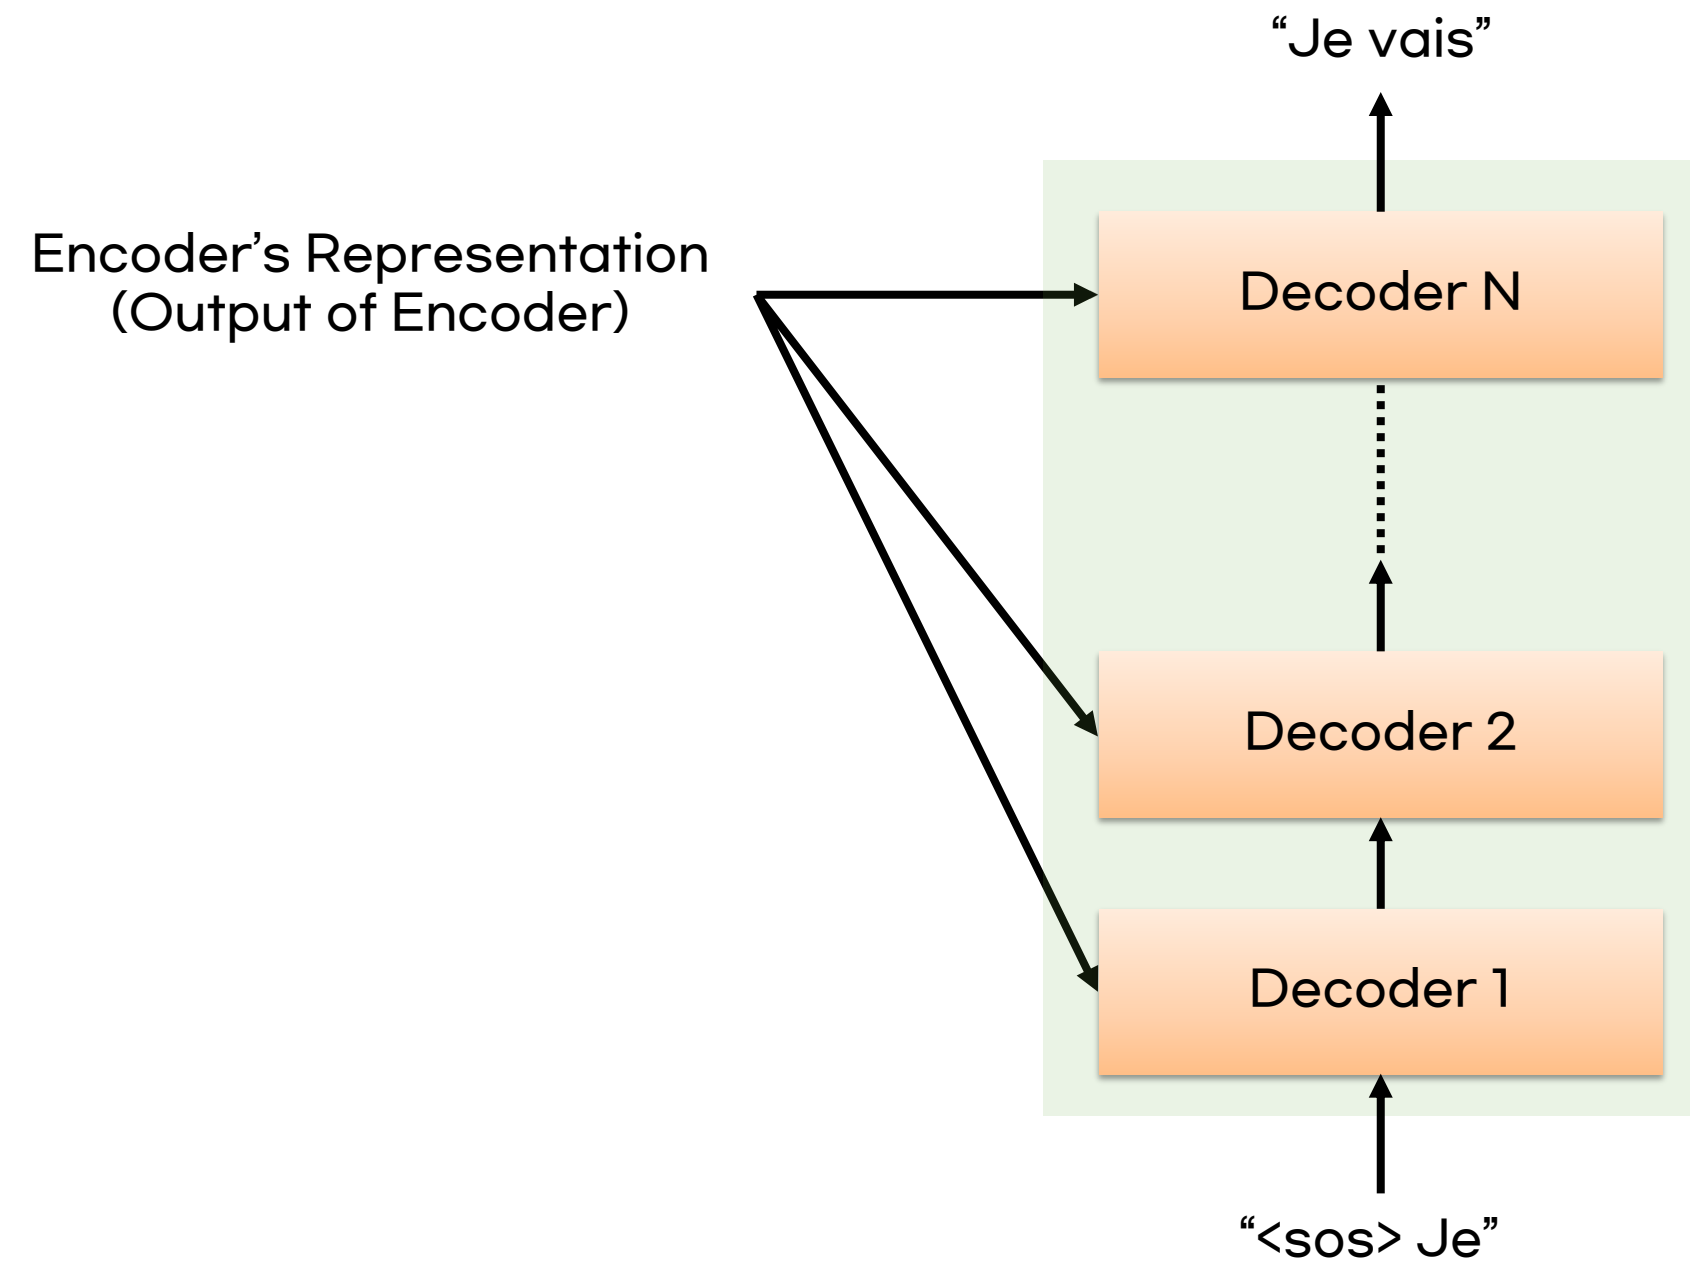 “Je vais”
Encoder’s Representation
(Output of Encoder)
Decoder N
Decoder 2
Decoder 1
“<sos> Je”